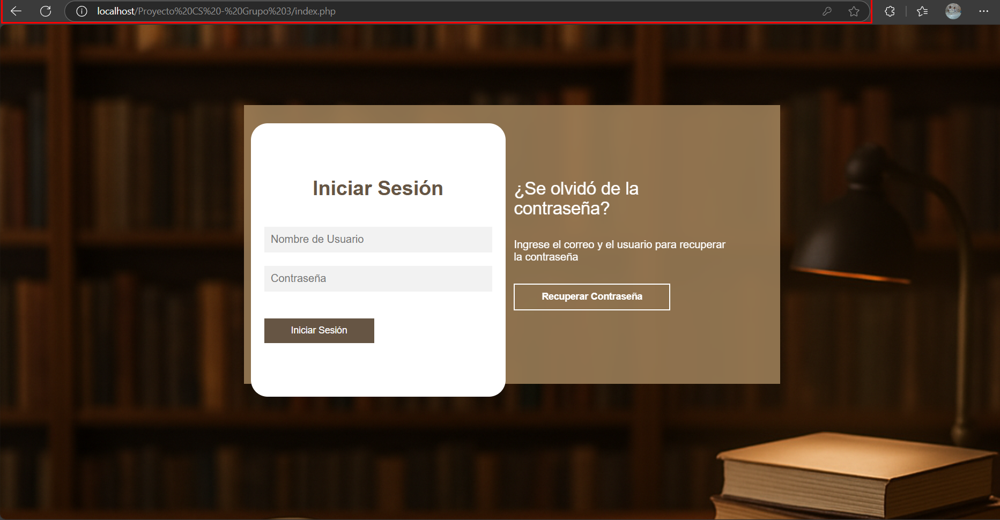 localhost/Proyecto%20CS%20-%20Grupo%203/index.php
Iniciar Sesión
Nombre de Usuario
Contraseña
Iniciar Sesión
¿Se olvidó de la
contraseña?
Ingrese el correo y el usuario para recuperar
la contraseña
Recuperar Contraseña